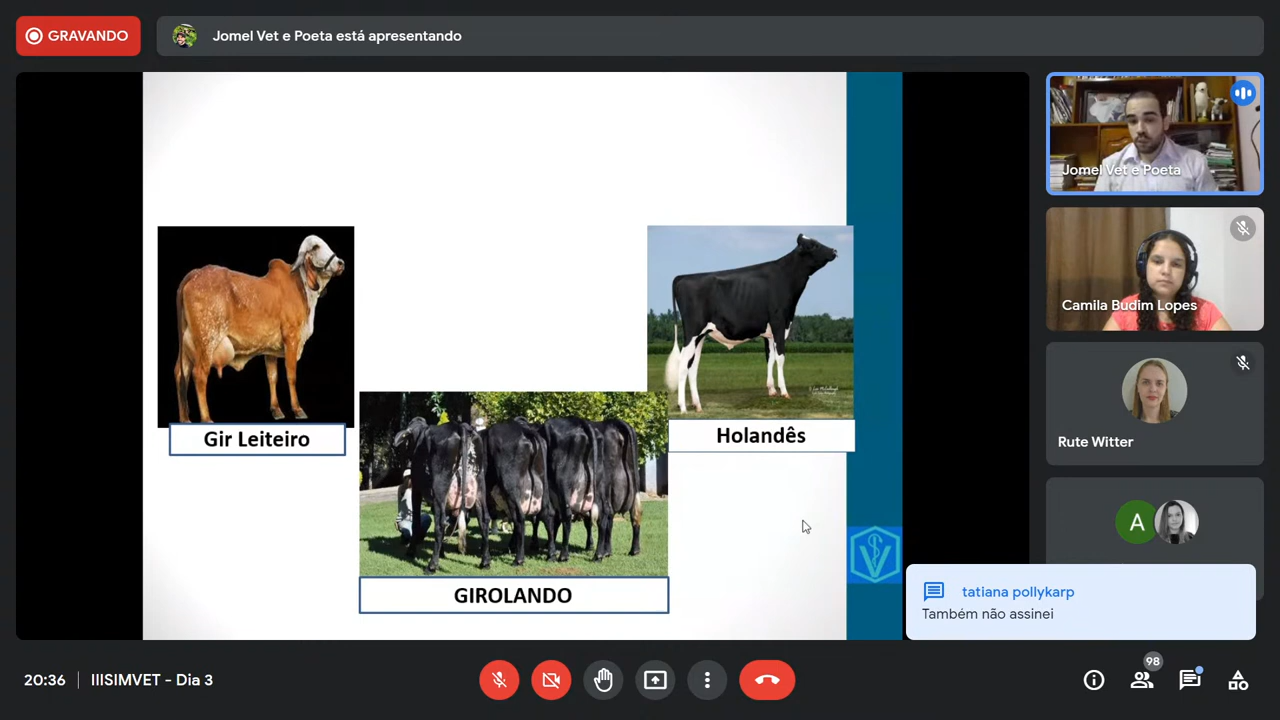 GRAVANDO
Jomel Vet e Poeta está apresentando
Gir Leiteiro
Holandês
GIROLANDO
Jomel Vet e Poeta
Camila Budim Lopes
Rute Witter
A
tatiana pollykarp
Também não assinei
20:36 | IIISIMVET - Dia 3
98